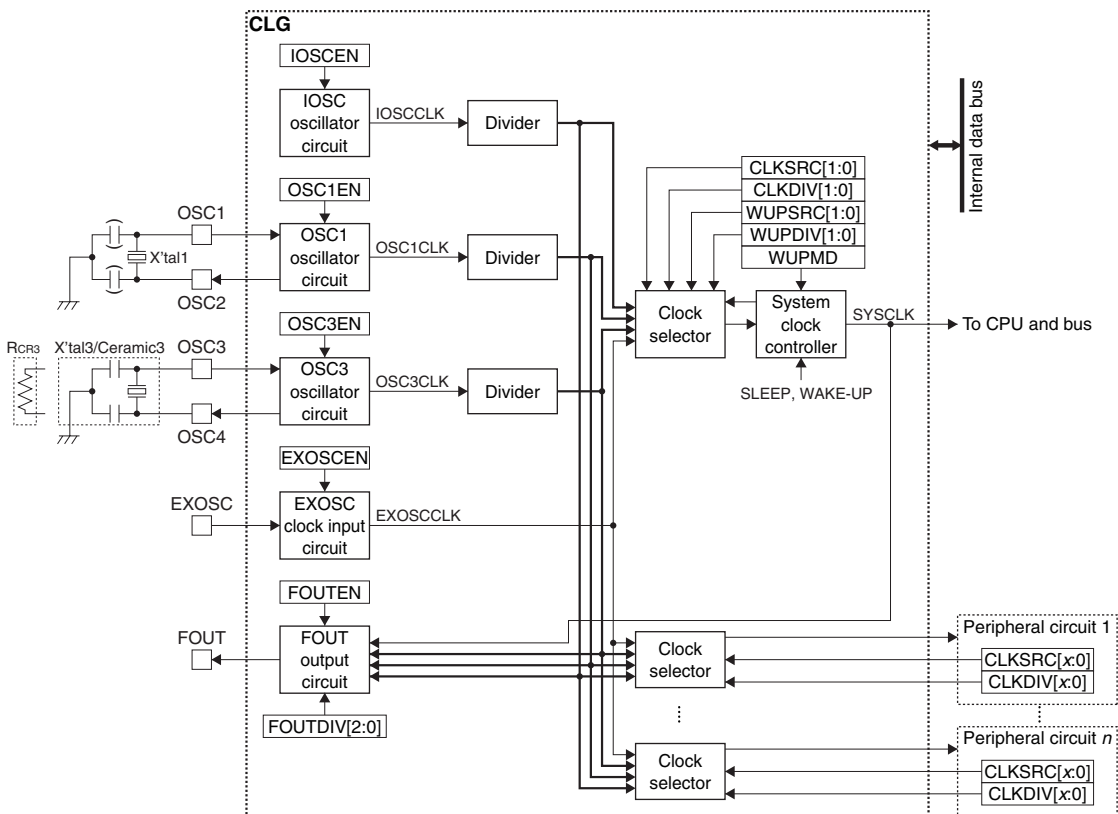 CLG
IOSCEN
IOSC
oscillator
circuit
IOSCCLK
Divider
Internal data bus
OSC1EN
OSC1
oscillator
circuit
OSC1
X'tal1
OSC2
OSC1CLK
Divider
CLKSRC[1:0]
CLKDIV[1:0]
WUPSRC[1:0]
WUPDIV[1:0]
WUPMD
Clock
selector
System
clock
controller
SYSCLK
To CPU and bus
SLEEP, WAKE-UP
OSC3EN
OSC3
oscillator
circuit
RCR3
X'tal3/Ceramic3
OSC3
OSC4
OSC3CLK
Divider
EXOSCEN
EXOSC
EXOSC
clock input
circuit
EXOSCCLK
FOUTEN
FOUT
FOUT
output
circuit
FOUTDIV[2:0]
Clock
selector
Peripheral circuit 1
CLKSRC[x:0]
CLKDIV[x:0]
Clock
selector
Peripheral circuit n
CLKSRC[x:0]
CLKDIV[x:0]